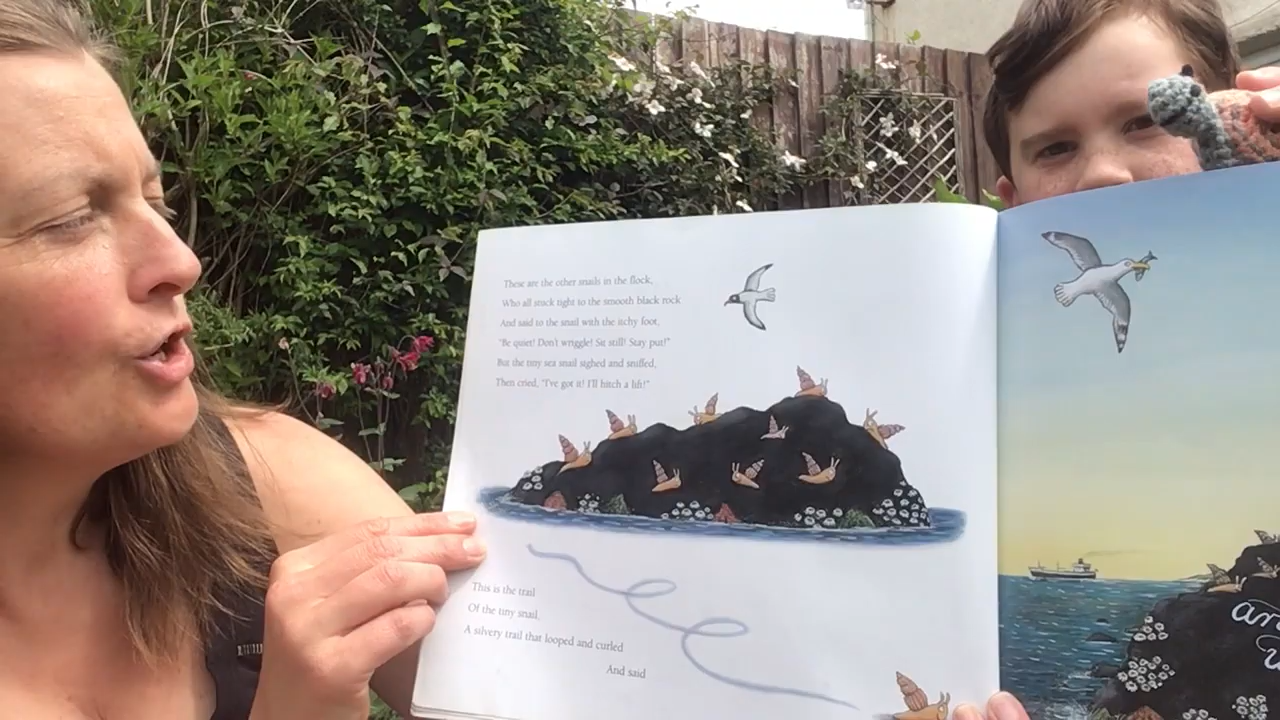 These are the other snails in the flock,
Who all stuck tight to the smooth black rock
And said to the snail with the itchy foot,
"Be quiet! Don't wriggle! Sit still! Stay put!"
But the tiny sea snail sighed and sniffed,
Then cried, "I've got it! I'll hitch a lift!"
This is the trail
Of the tiny snail,
A silvery trail that looped and curled
And said